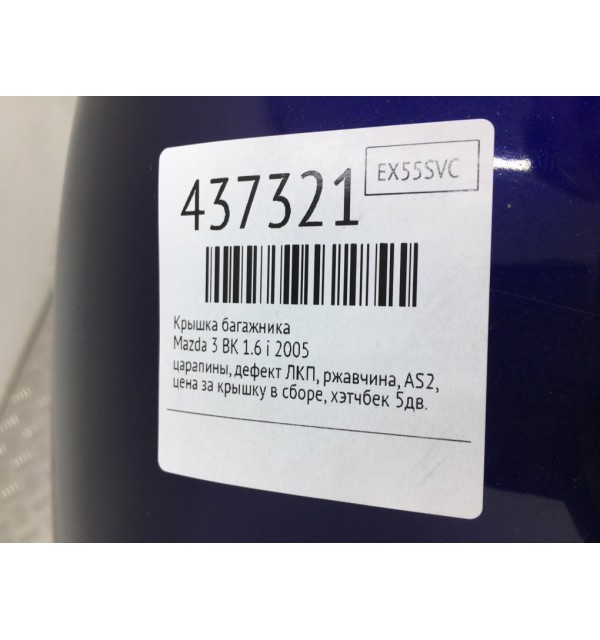 EX55SVC
437321
Крышка багажника
Mazda 3 BK 1.6 i 2005
царапины, дефект ЛКП, ржавчина, AS2,
цена за крышку в сборе, хэтчбек 5дв.